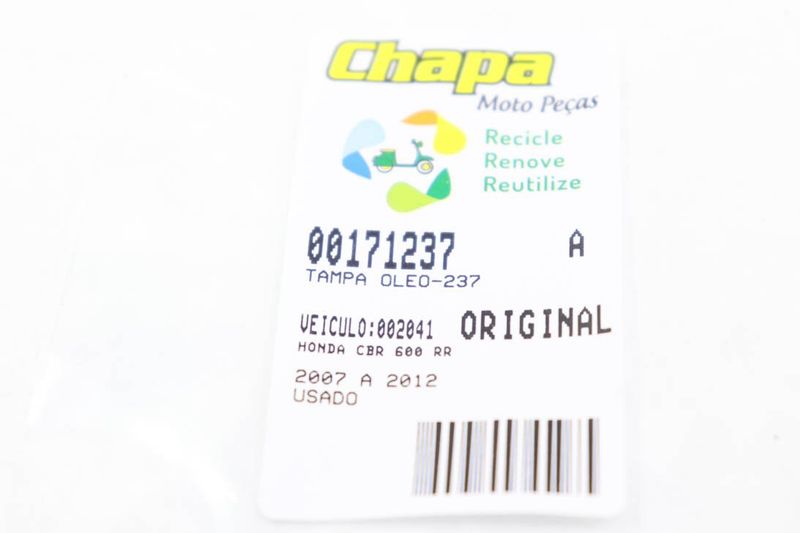 Chapa
Moto Peças
Recicle
Renove
Reutilize
00171237 A
TAMPA OLEO-237
VEICULO:002041 ORIGINAL
HONDA CBR 600 RR
2007 A 2012
USADO